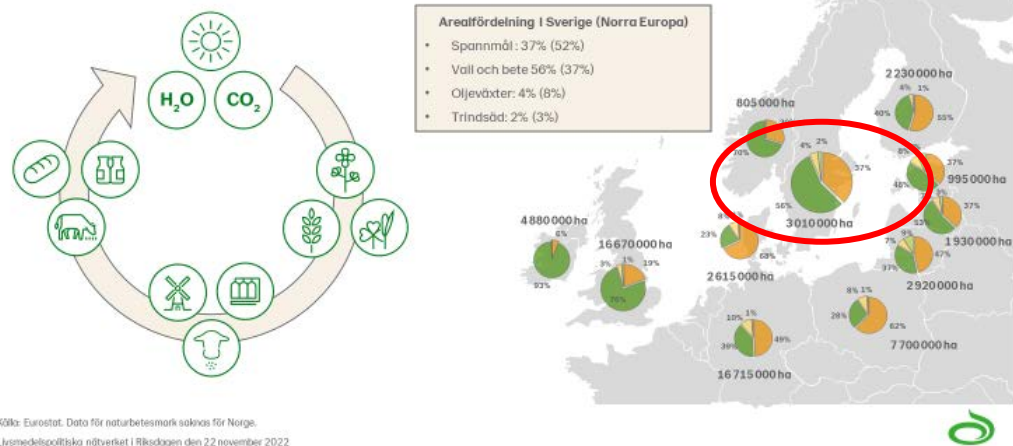 H₂O
CO₂
Arealfördelning I Sverige (Norra Europa)
• Spannmål: 37% (52%)
• Vall och bete 56% (37%)
• Oljeväxter: 4% (8%)
• Trindsäd: 2% (3%)
2 230 000 ha
4% 1%
40%
55%
805 000 ha
70%
4% 2%
37%
56%
3 010 000 ha
8%
37%
48%
995 000 ha
37%
53%
1 930 000 ha
9%
7%
47%
37%
2 920 000 ha
8%
23%
68%
2 615 000 ha
4 880 000 ha
6%
93%
16 670 000 ha
3% 1%
19%
76%
8% 1%
28%
62%
7 700 000 ha
10% 1%
39%
49%
16 715 000 ha
Källa: Eurostat. Data för naturbetesmark saknas för Norge.
Livsmedelspolitiska nätverket i Riksdagen den 22 november 2022